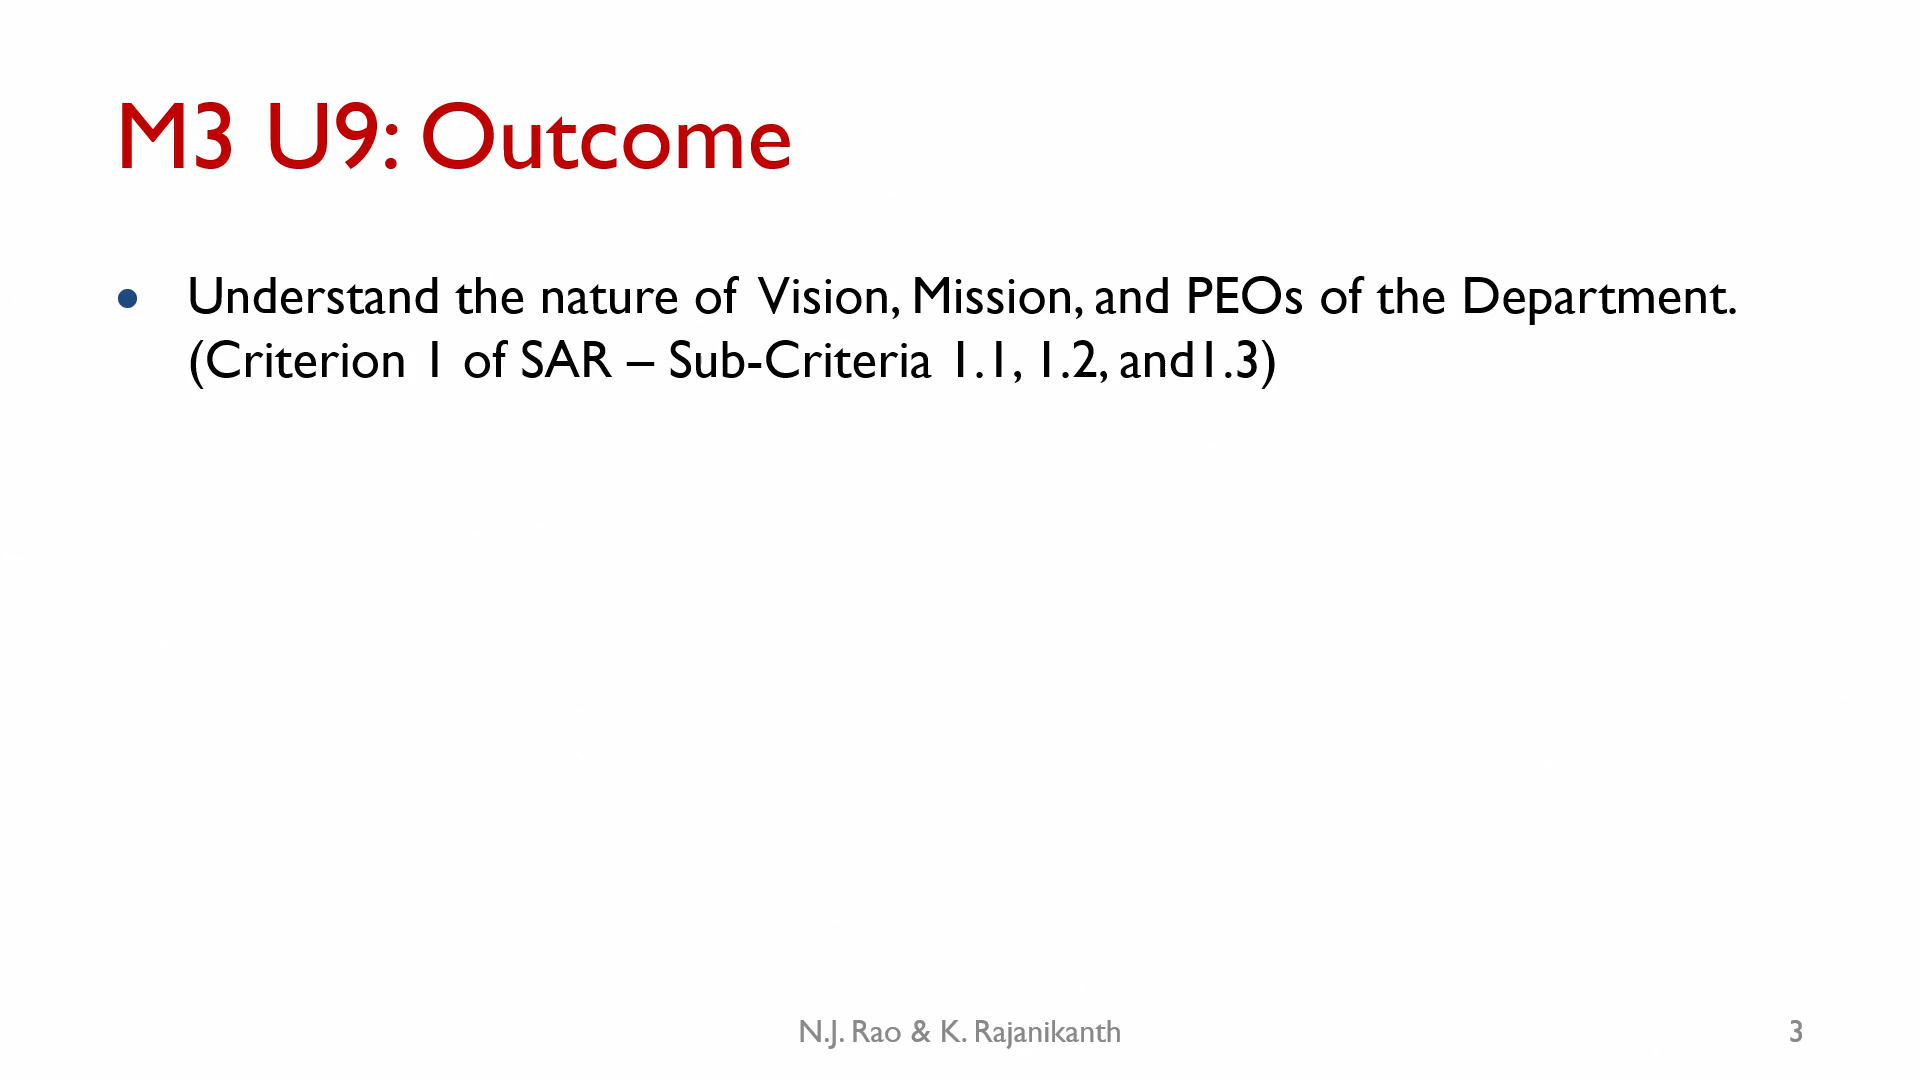 M3 U9: Outcome
• Understand the nature of Vision, Mission, and PEOs of the Department.
(Criterion 1 of SAR – Sub-Criteria 1.1, 1.2, and1.3)
N.J. Rao & K. Rajanikanth
3